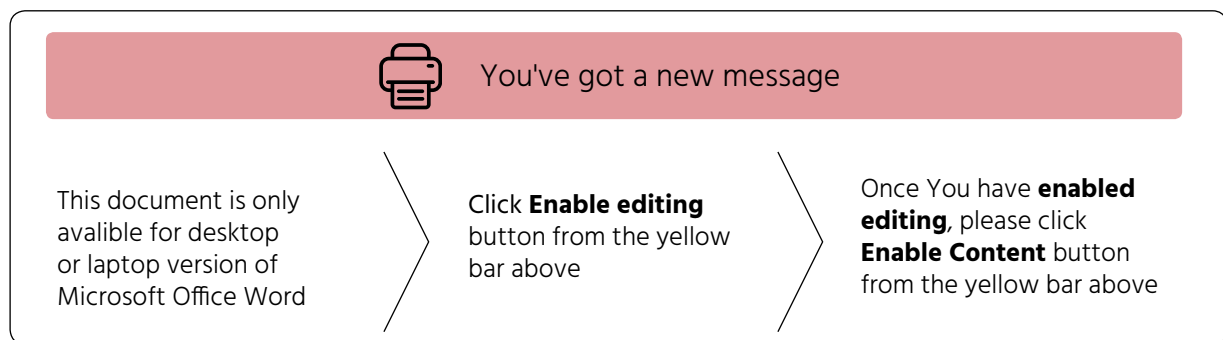 You've got a new message
This document is only
avalible for desktop
or laptop version of
Microsoft Office Word
Click Enable editing
button from the yellow
bar above
Once You have enabled
editing, please click
Enable Content button
from the yellow bar above